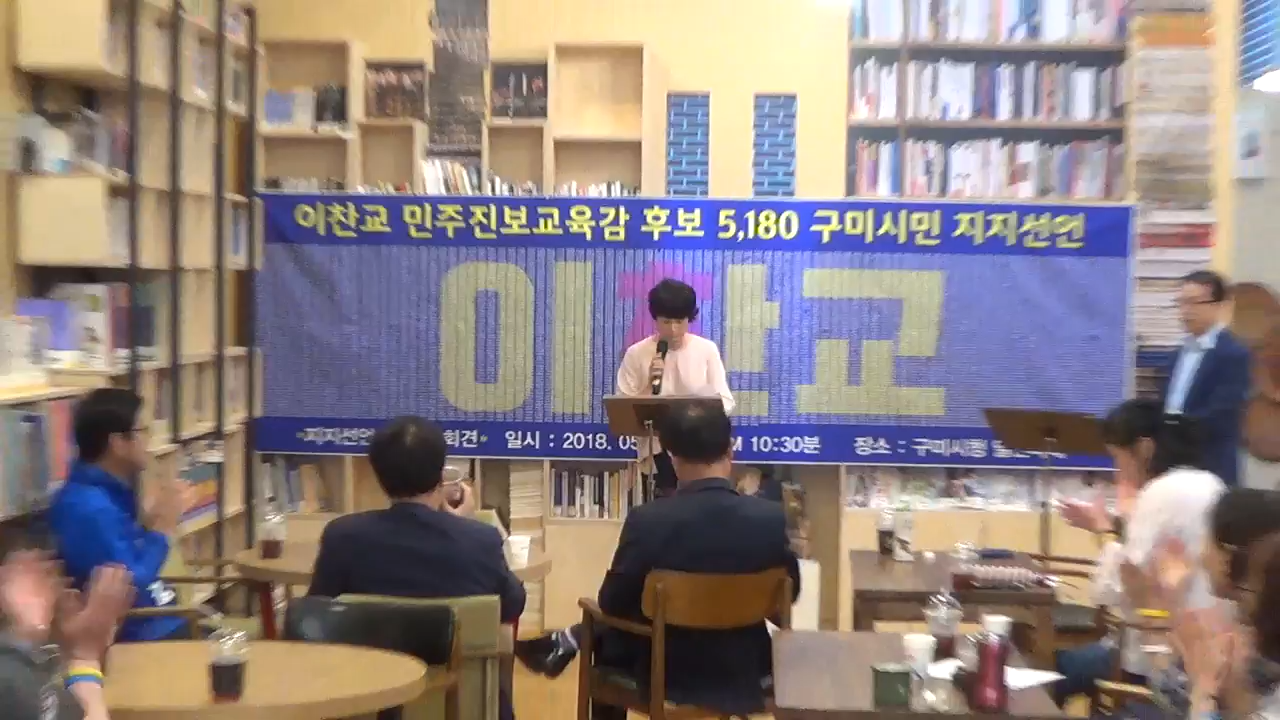 이찬교 민주진보교육감 후보 5,180 구미시민 지지선언
이찬교
일시 : 2018. 05 10:30분 장소 : 구미시청